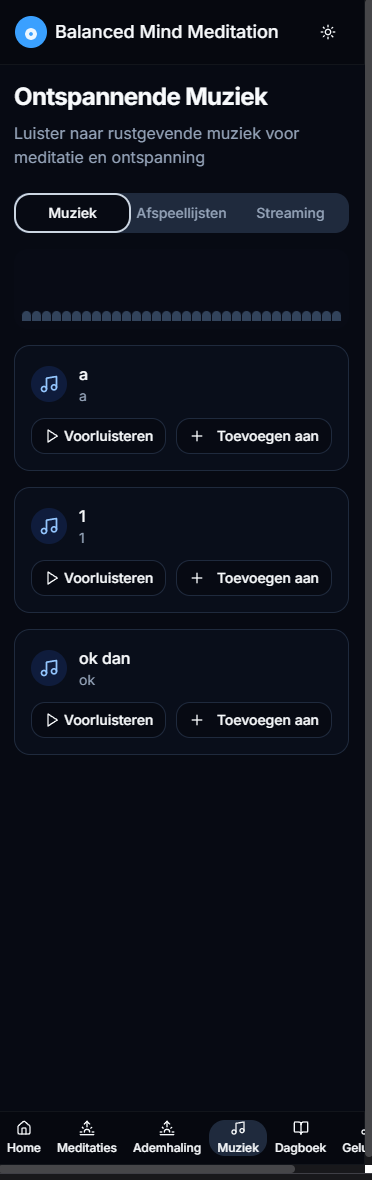 Balanced Mind Meditation
Ontspannende Muziek
Luister naar rustgevende muziek voor
meditatie en ontspanning
Muziek Afspeellijsten Streaming
a
a
Voorluisteren Toevoegen aan
1
1
Voorluisteren Toevoegen aan
ok dan
ok
Voorluisteren Toevoegen aan
Home Meditaties Ademhaling Muziek Dagboek